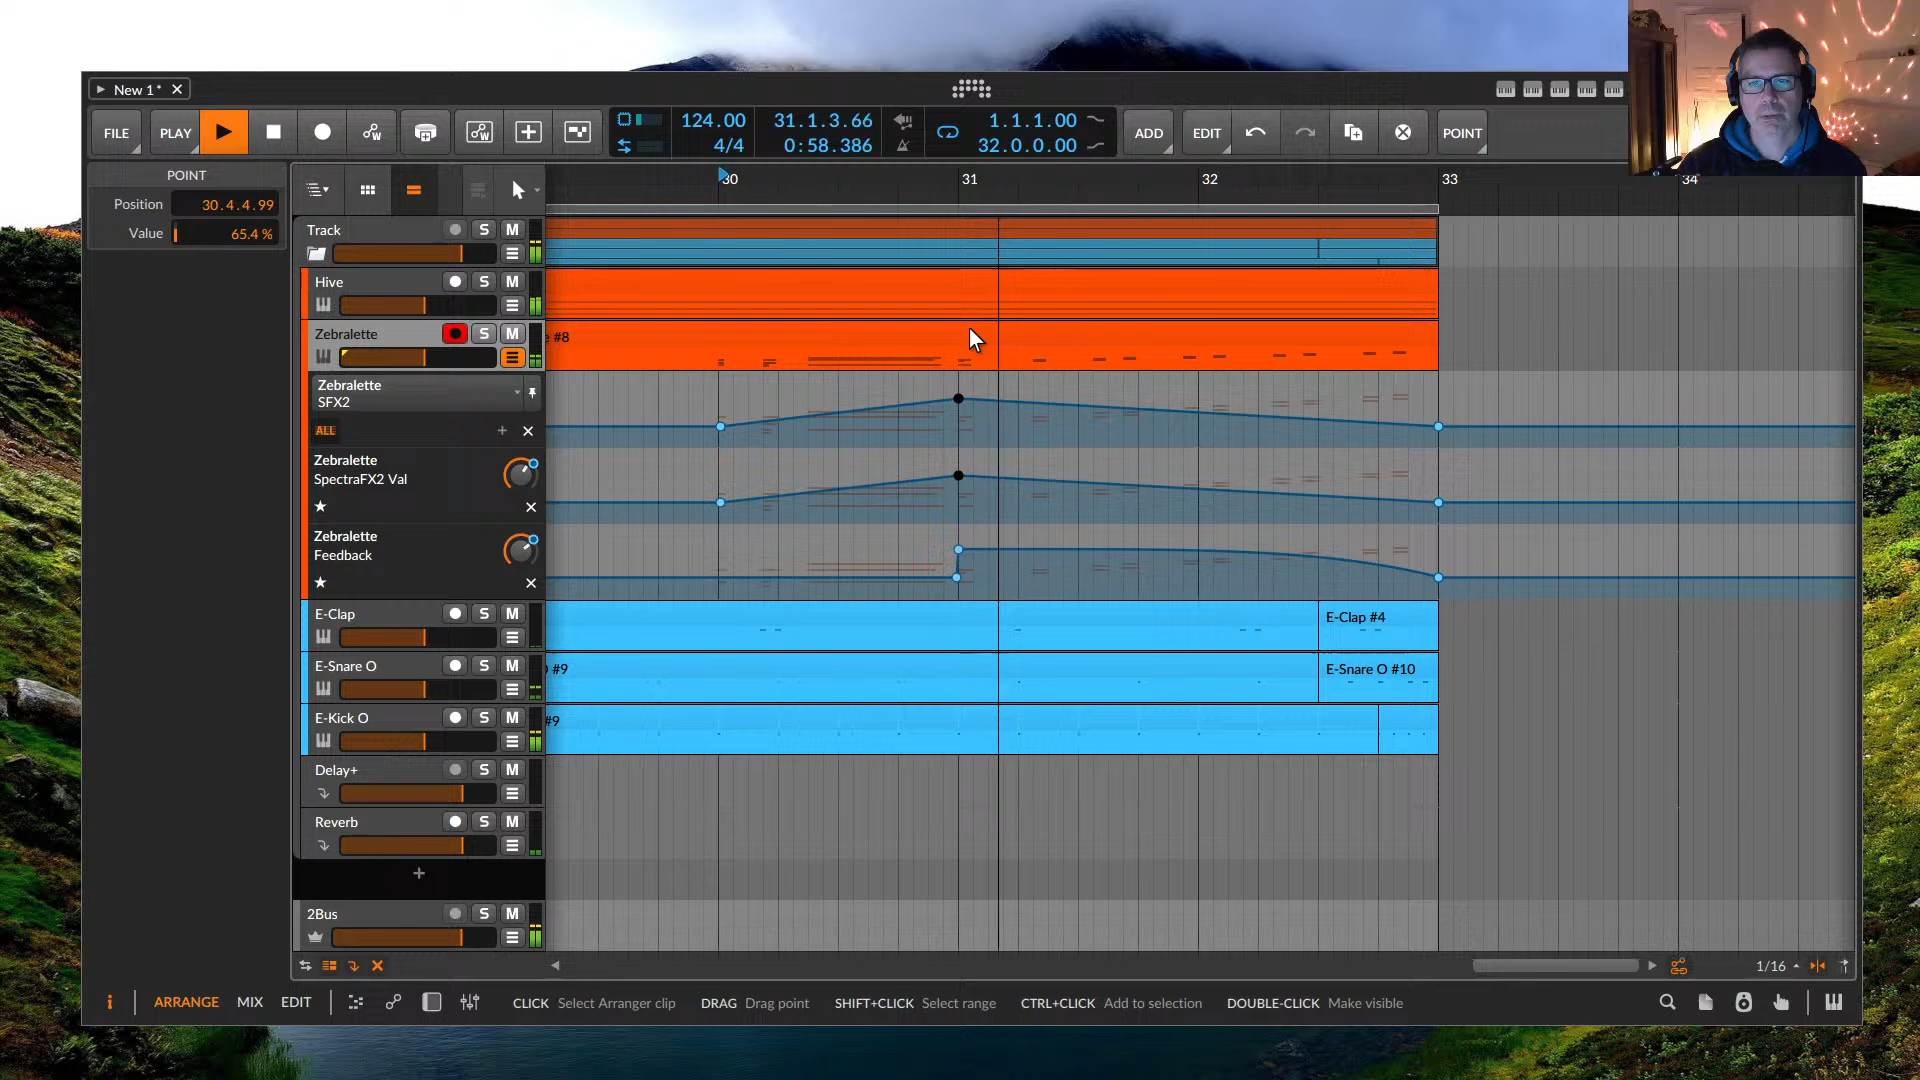 New 1*
FILE
PLAY
124.00
4/4
31.1.3.66
0:58.386
1.1.1.00
32.0.0.00
ADD
EDIT
POINT
POINT
Position 30.4.4.99
Value 65.4 %
30 31 32 33 34
Track S M
Hive S M
Zebralette S M
e #8
Zebralette
SFX2
ALL
Zebralette
SpectraFX2 Val
Zebralette
Feedback
E-Clap S M
E-Clap #4
E-Snare O S M
#9
E-Snare O #10
E-Kick O S M
#9
Delay+ S M
Reverb S M
2Bus S M
1/16
ARRANGE MIX EDIT
CLICK Select Arranger clip DRAG Drag point SHIFT+CLICK Select range CTRL+CLICK Add to selection DOUBLE-CLICK Make visible